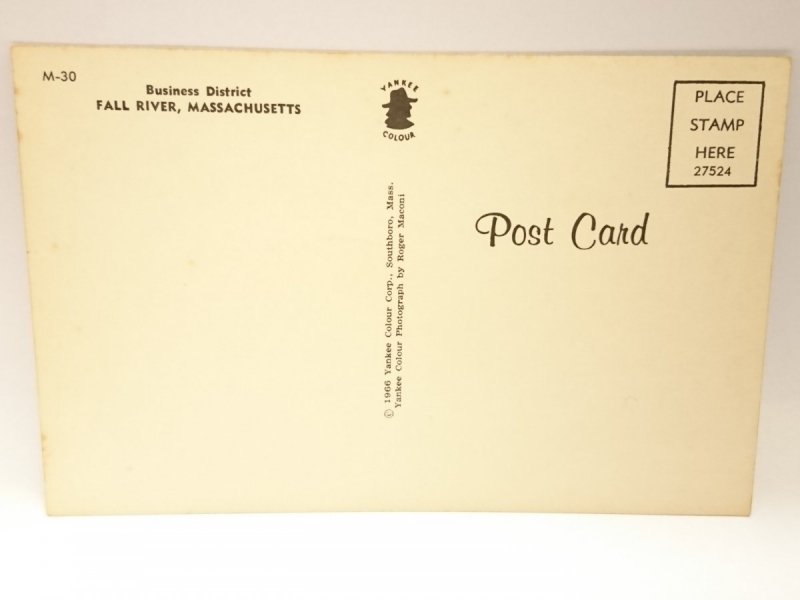 M-30
Business District
FALL RIVER, MASSACHUSETTS
YANKEE
COLOUR
© 1966 Yankee Colour Corp., Southboro, Mass.
Yankee Colour Photograph by Roger Maconi
PLACE
STAMP
HERE
27524
Post Card